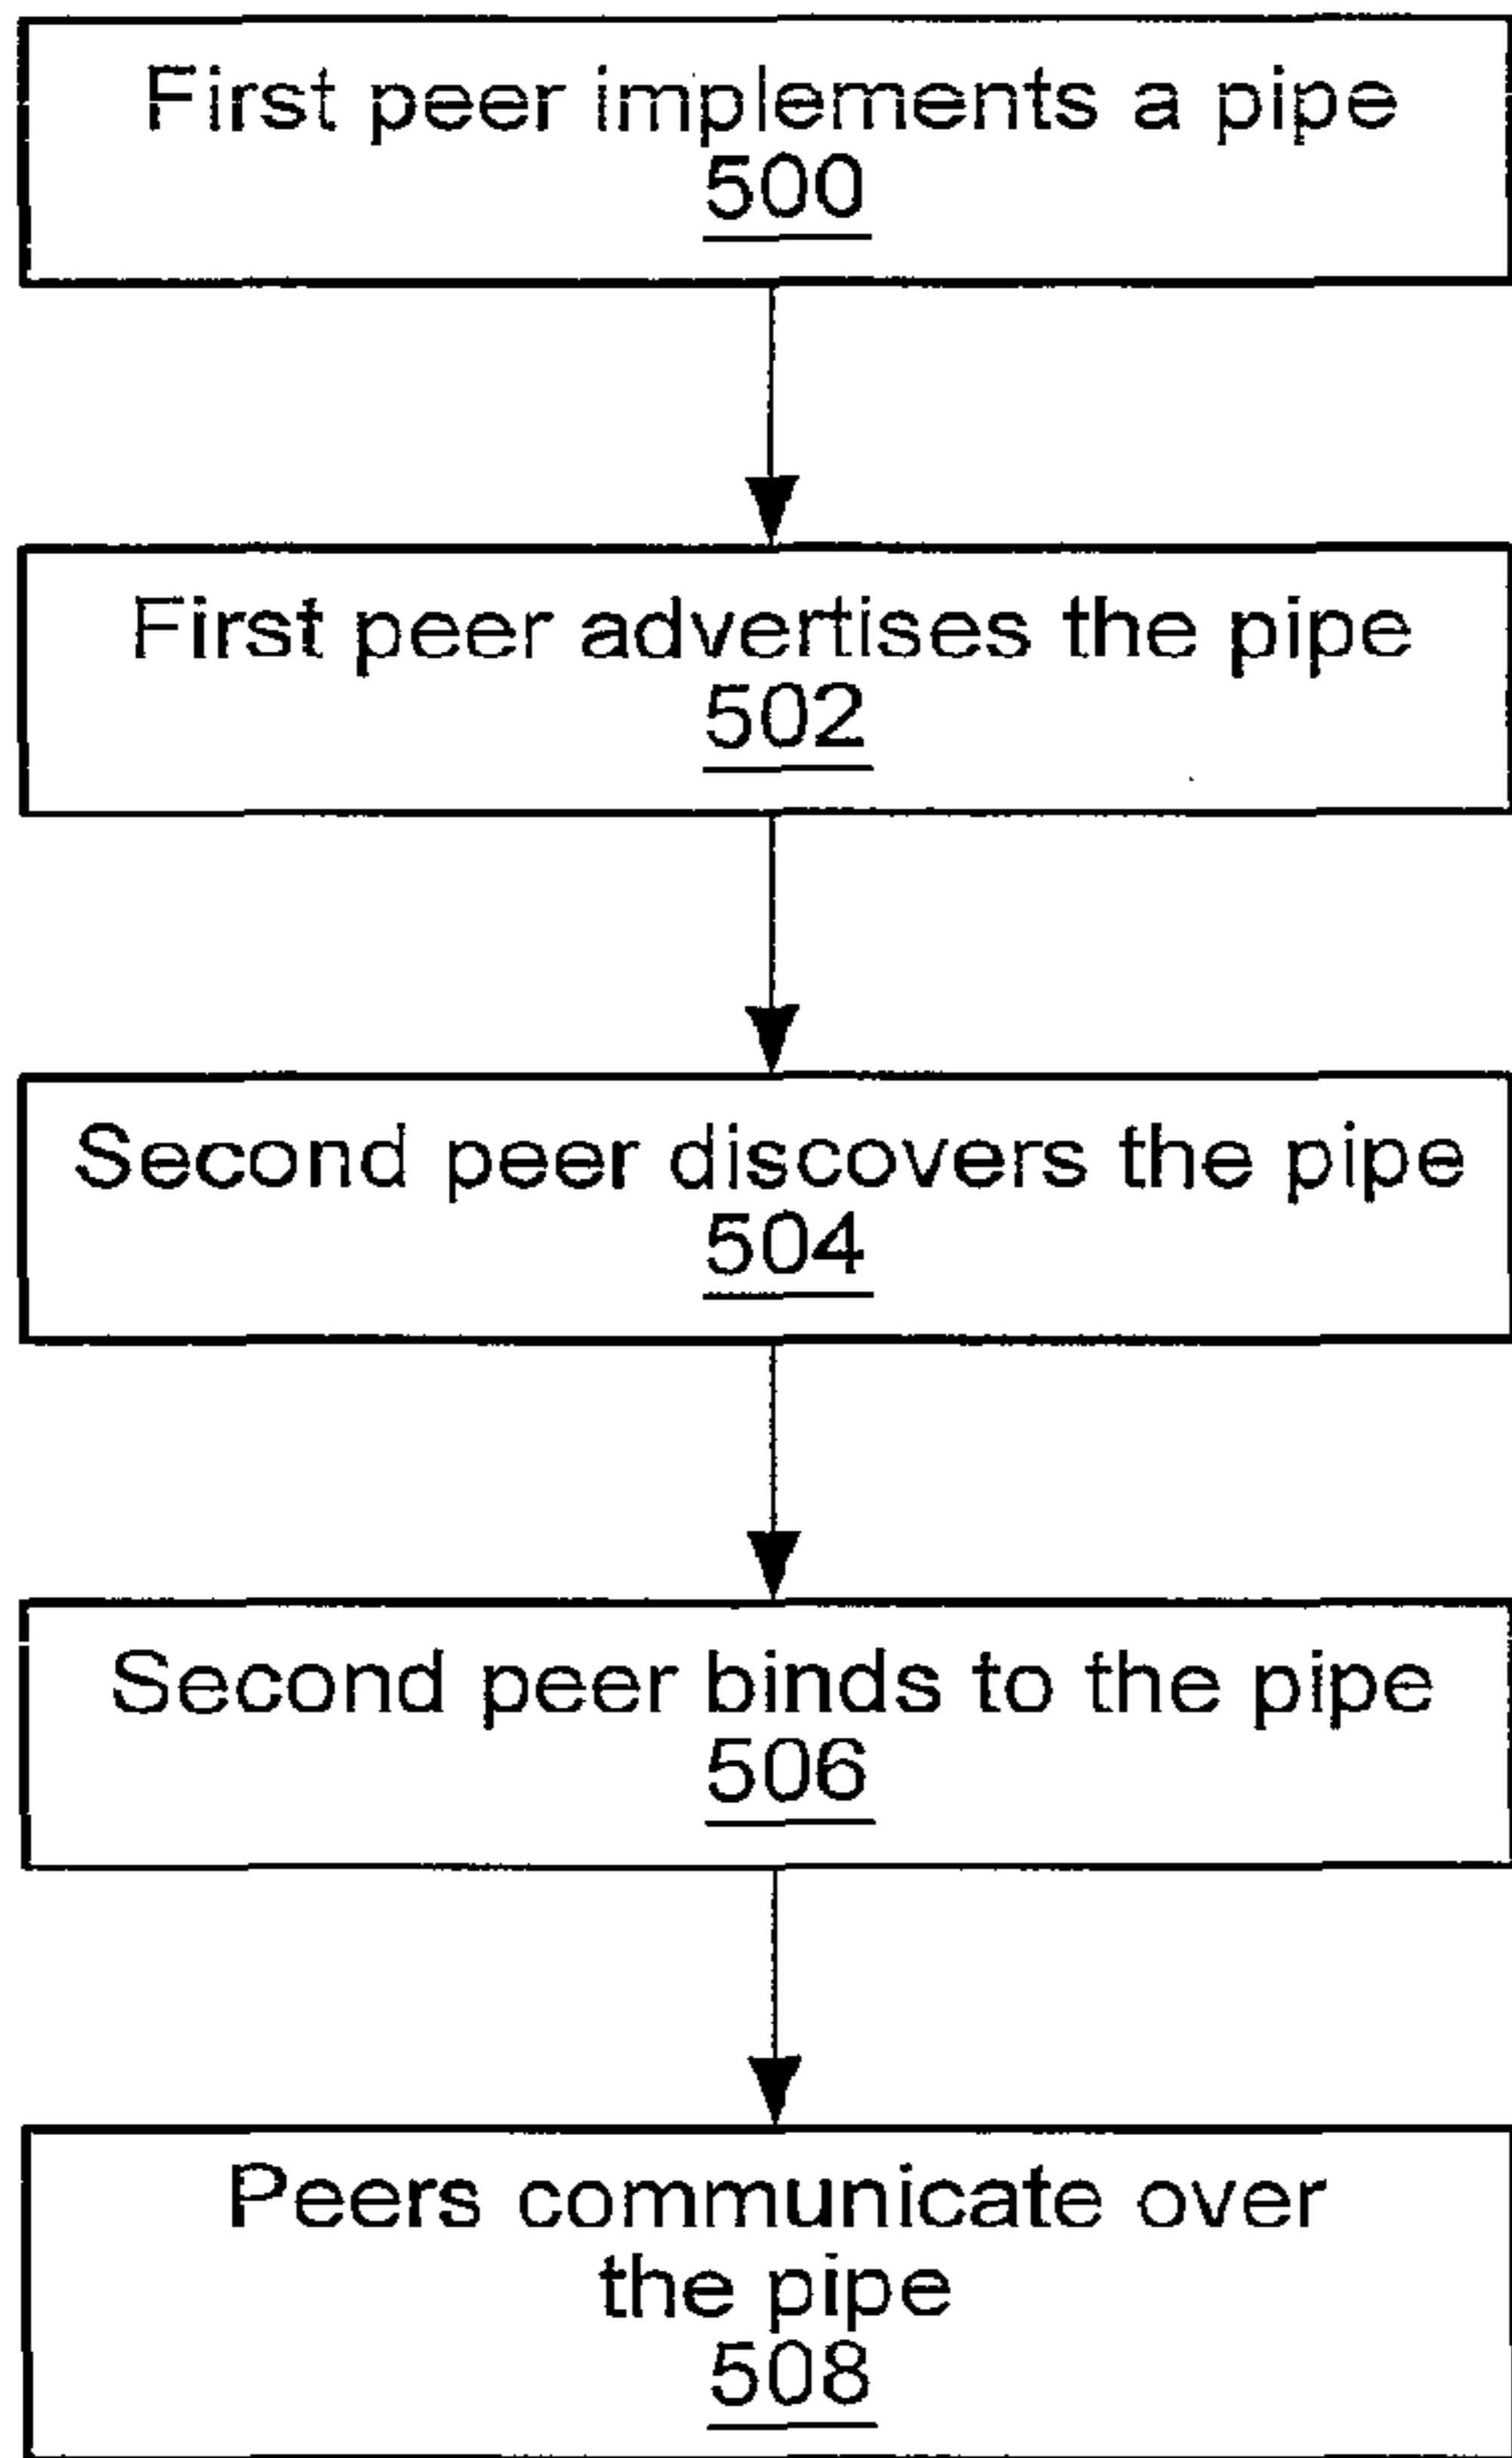 First peer implements a pipe
500
First peer advertises the pipe
502
Second peer discovers the pipe
504
Second peer binds to the pipe
506
Peers communicate over
the pipe
508